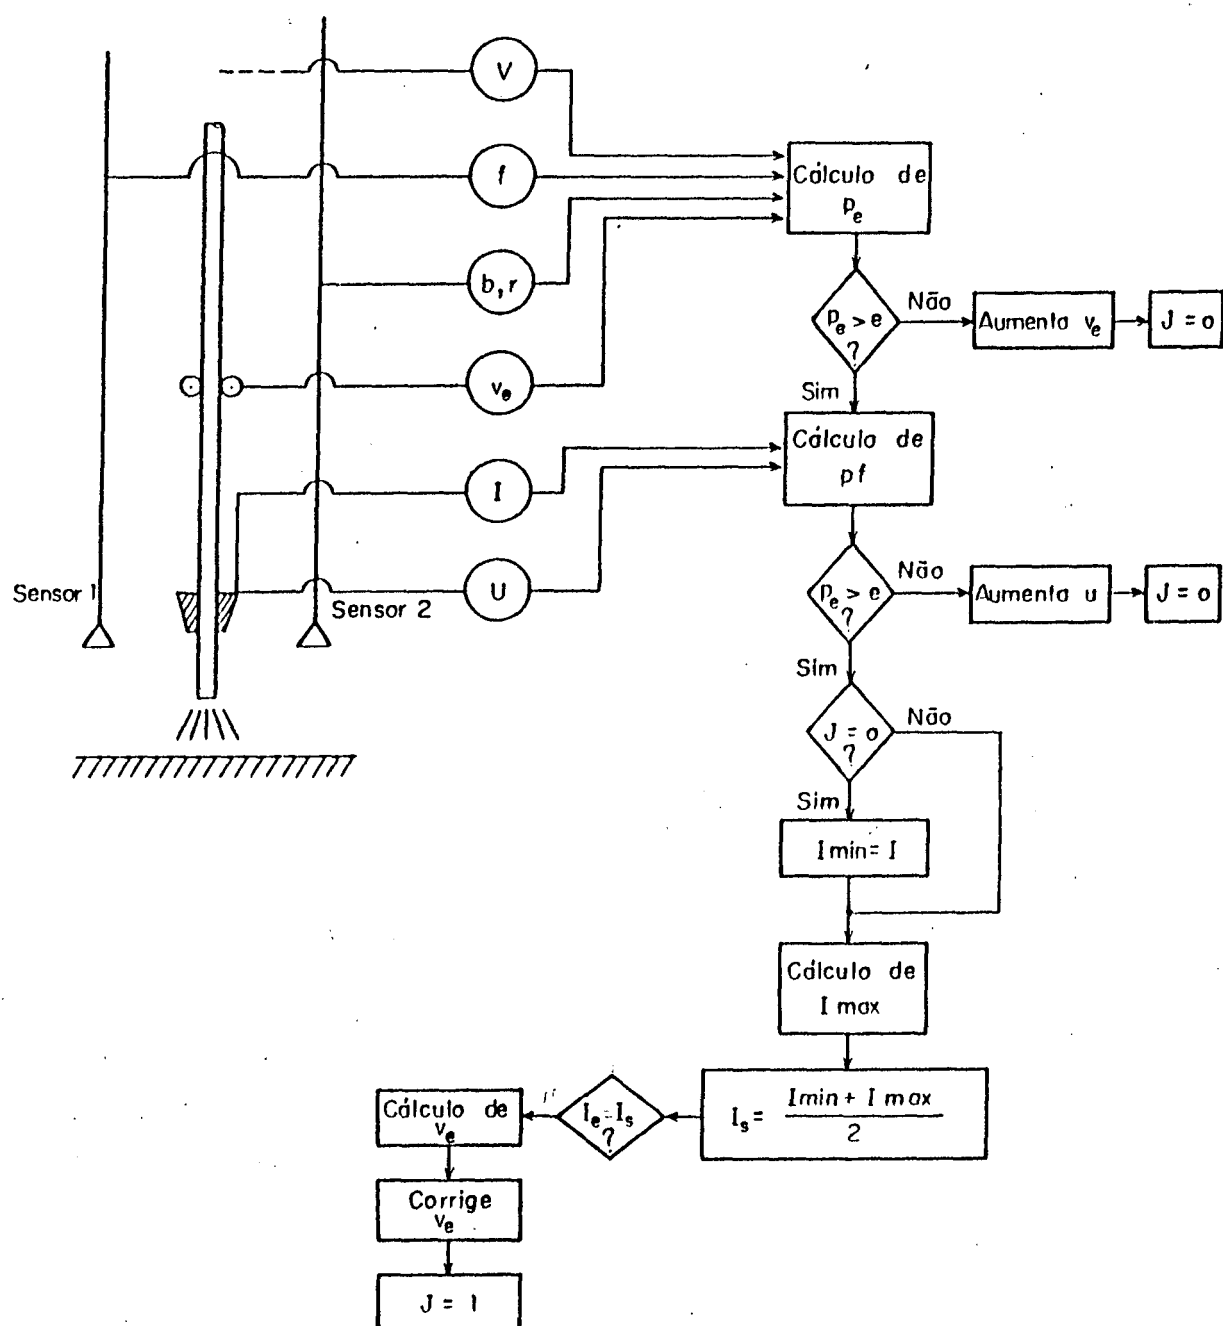 V
f
b, r
v_e
I
U
Sensor 1
Sensor 2
Cálculo de
p_e
p_e > e
?
Não
Aumenta v_e
J = o
Sim
Cálculo de
pf
p_e > e
?
Não
Aumenta u
J = o
Sim
J = o
?
Não
Sim
I min = I
Cálculo de
I max
I_s = Imin + I max
2
I_e = I_s
?
Cálculo de
v_e
Corrige
v_e
J = 1